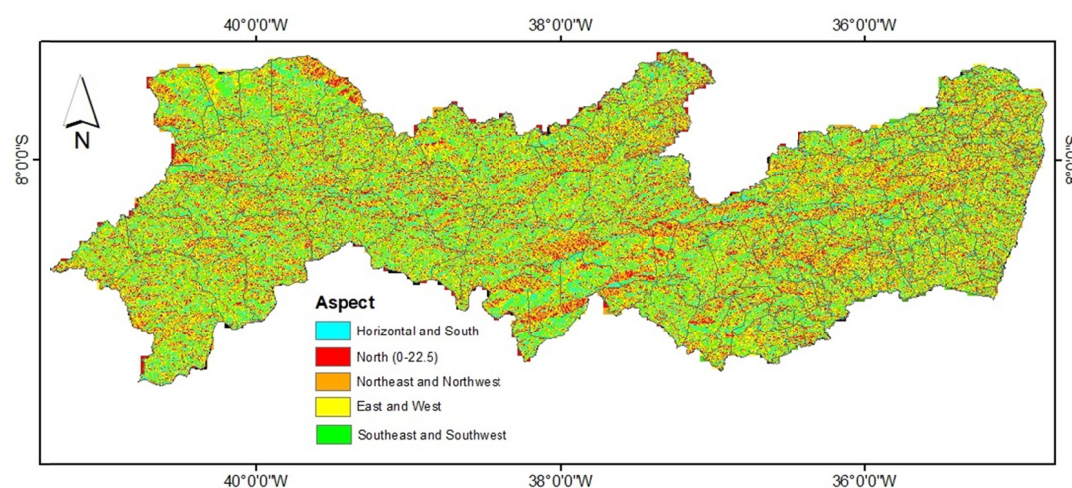 40°0'0"W 38°0'0"W 36°0'0"W
N
8°0'0"S 8°0'0"S
Aspect
Horizontal and South
North (0-22.5)
Northeast and Northwest
East and West
Southeast and Southwest
40°0'0"W 38°0'0"W 36°0'0"W